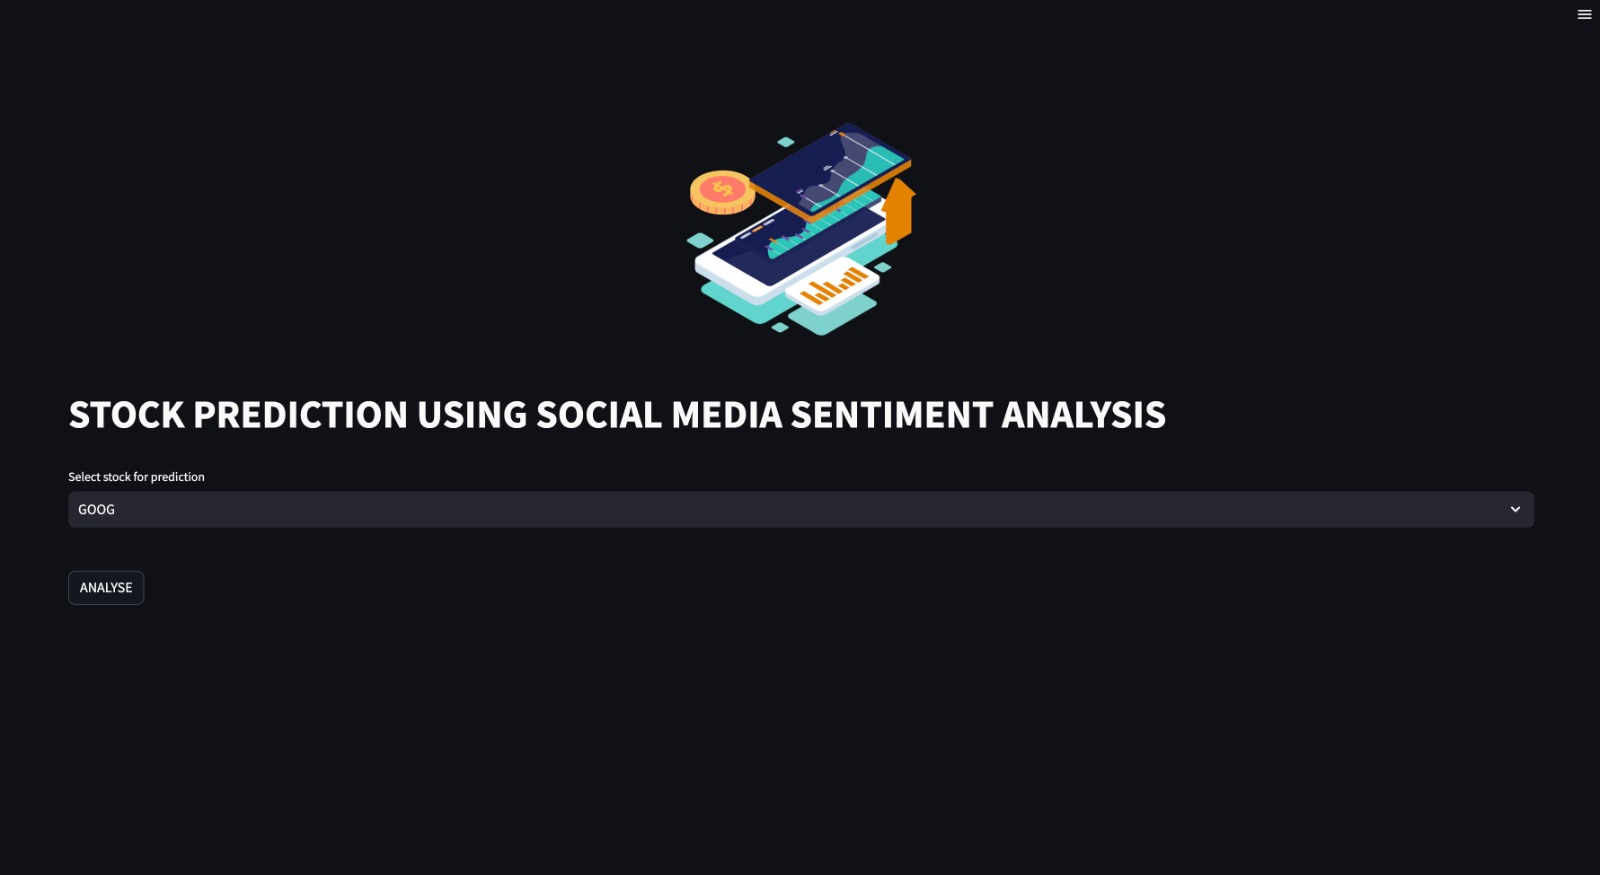 STOCK PREDICTION USING SOCIAL MEDIA SENTIMENT ANALYSIS
Select stock for prediction
GOOG
ANALYSE